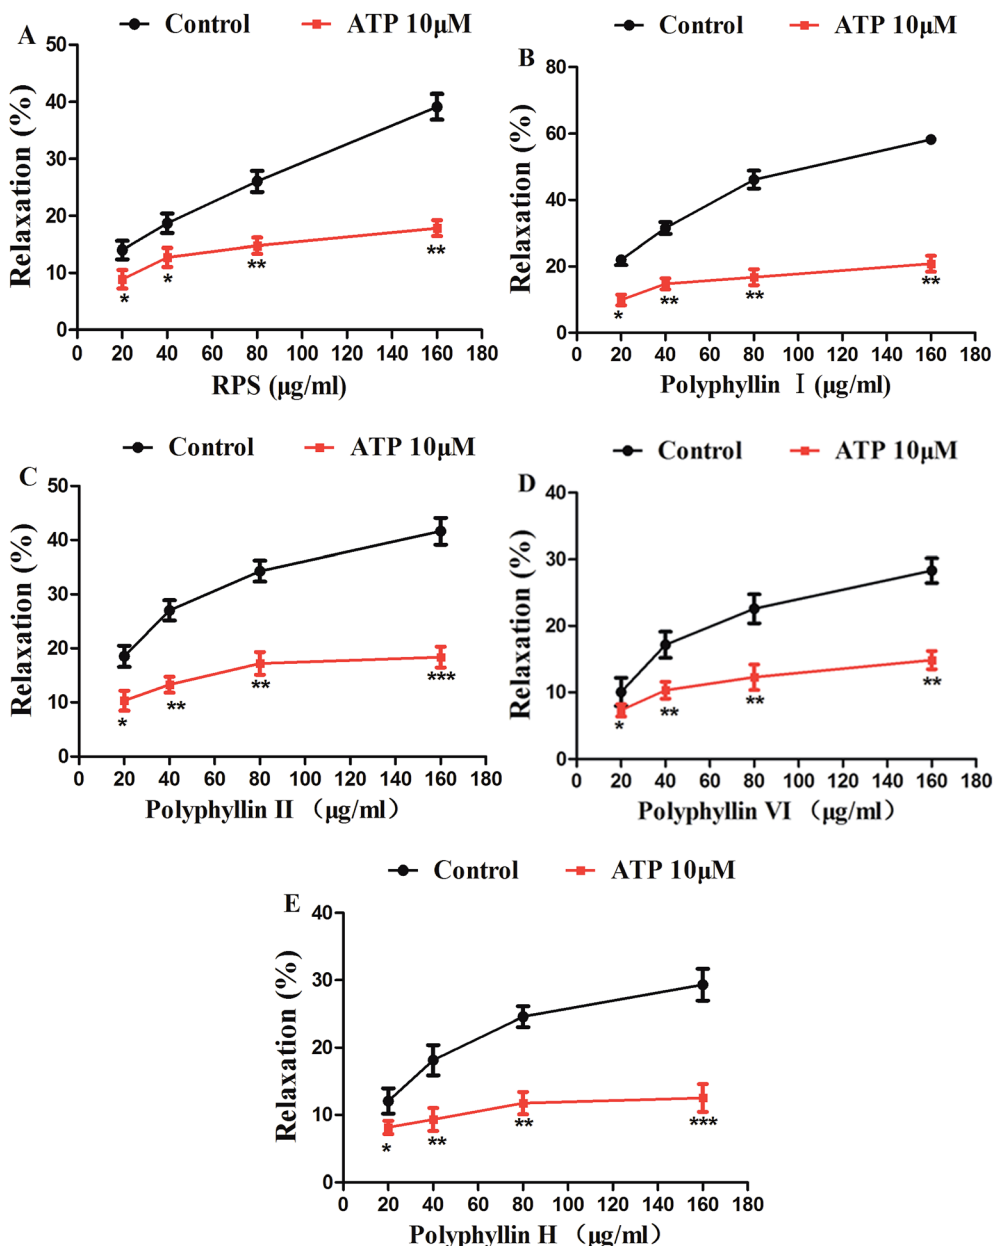 A
Control ATP 10μM
Relaxation (%)
50
40
30
20
10
0
* * ** **
0 20 40 60 80 100 120 140 160 180
RPS (μg/ml)
B
Control ATP 10μM
Relaxation (%)
80
60
40
20
0
* ** ** **
0 20 40 60 80 100 120 140 160 180
Polyphyllin Ⅰ (μg/ml)
C
Control ATP 10μM
Relaxation (%)
50
40
30
20
10
0
* ** ** ***
0 20 40 60 80 100 120 140 160 180
Polyphyllin II （μg/ml）
D
Control ATP 10μM
Relaxation (%)
40
30
20
10
0
* ** ** **
0 20 40 60 80 100 120 140 160 180
Polyphyllin VI （μg/ml）
E
Control ATP 10μM
Relaxation (%)
40
30
20
10
0
* ** ** ***
0 20 40 60 80 100 120 140 160 180
Polyphyllin H （μg/ml）